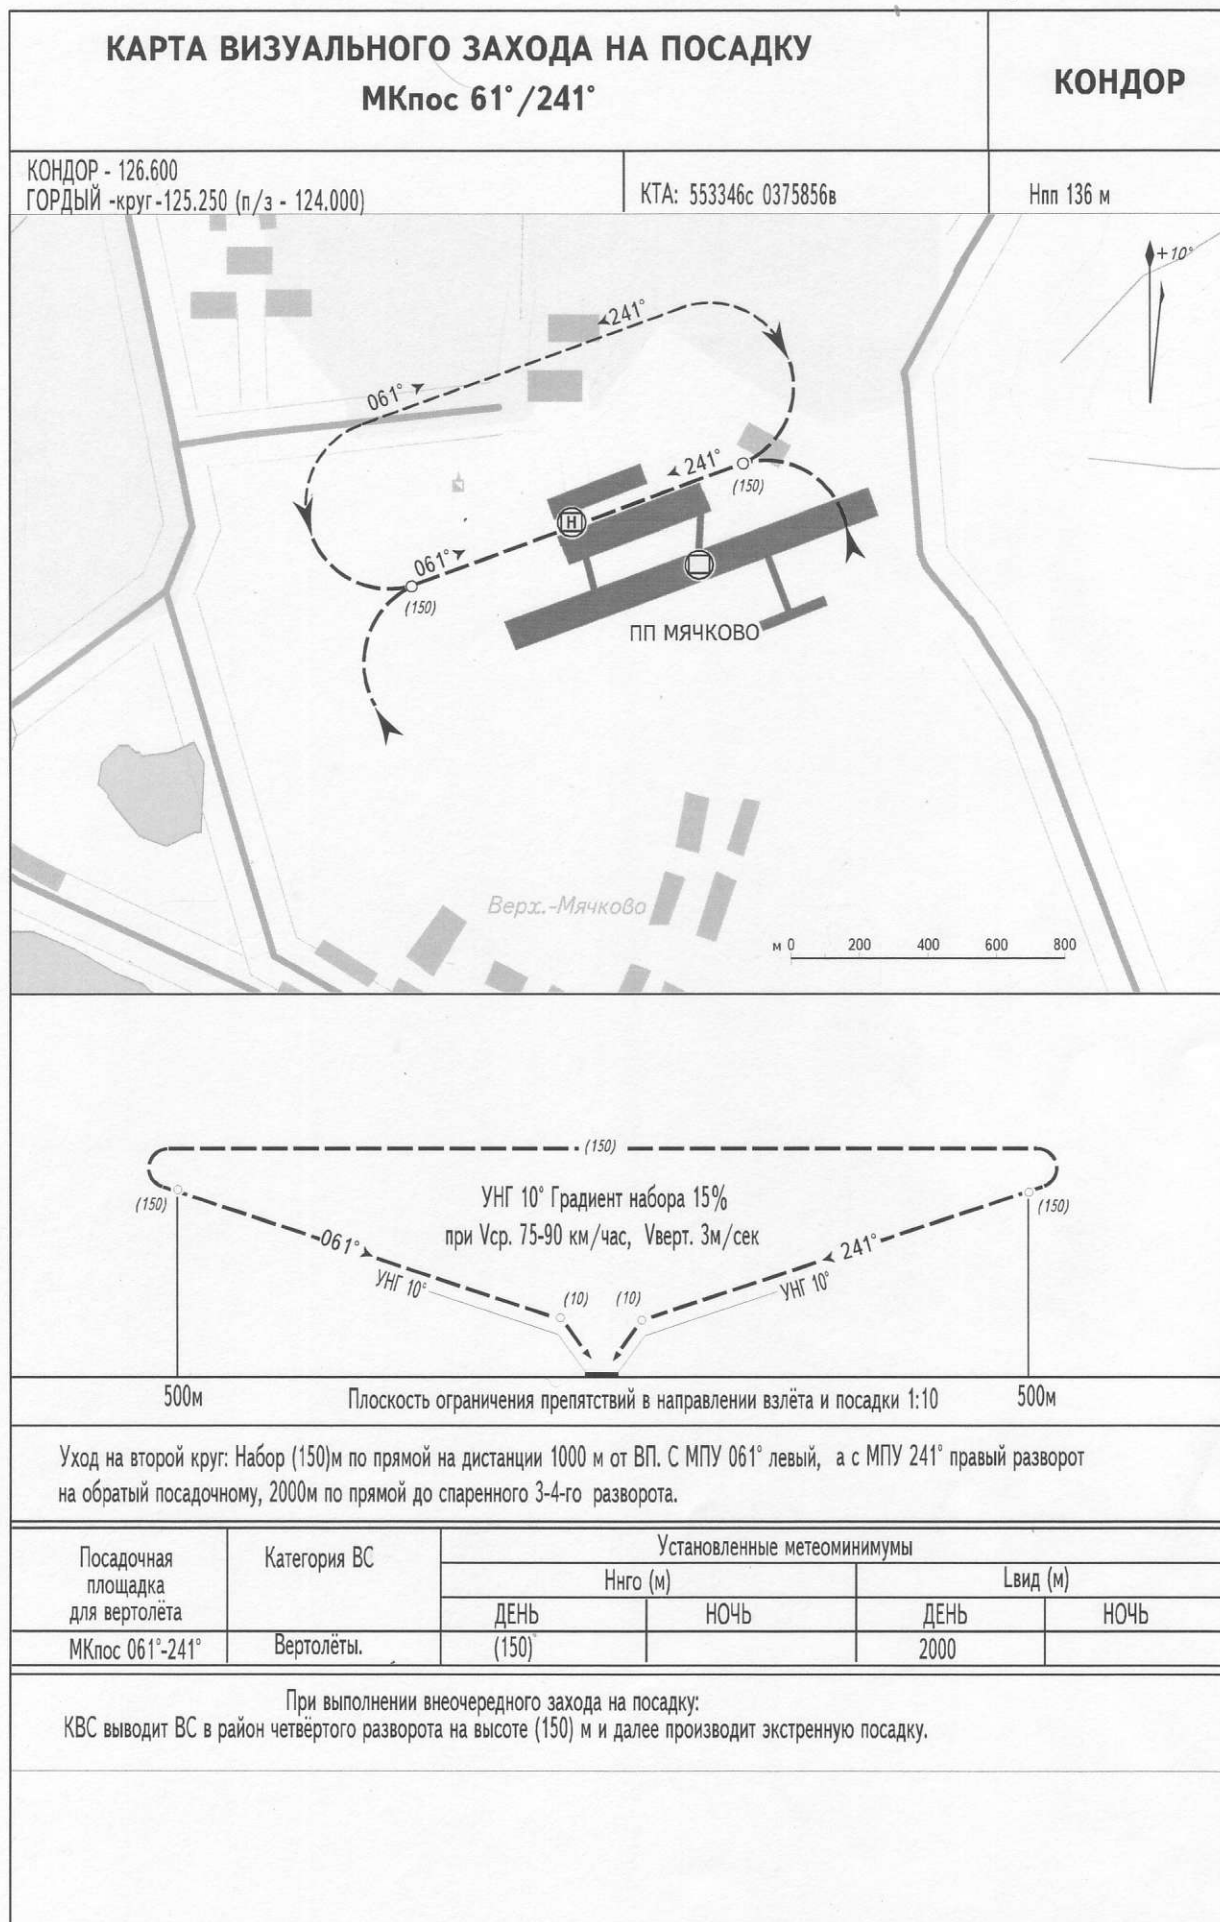 КАРТА ВИЗУАЛЬНОГО ЗАХОДА НА ПОСАДКУ
МКпос 61°/241°
КОНДОР
КОНДОР - 126.600
ГОРДЫЙ -круг-125.250 (п/з - 124.000)
КТА: 553346с 0375856в
Нпп 136 м
+10°
241°
061°
241°
(150)
Н
061°
(150)
ПП МЯЧКОВО
Верх.-Мячково
м 0 200 400 600 800
(150)
(150)
(150)
УНГ 10° Градиент набора 15%
при Vср. 75-90 км/час, Vверт. 3м/сек
061°
241°
УНГ 10°
УНГ 10°
(10)
(10)
500м
Плоскость ограничения препятствий в направлении взлёта и посадки 1:10
500м
Уход на второй круг: Набор (150)м по прямой на дистанции 1000 м от ВП. С МПУ 061° левый, а с МПУ 241° правый разворот
на обратый посадочному, 2000м по прямой до спаренного 3-4-го разворота.
Посадочная
площадка
для вертолёта
Категория ВС
Установленные метеоминимумы
Ннго (м)
Lвид (м)
ДЕНЬ
НОЧЬ
ДЕНЬ
НОЧЬ
МКпос 061°-241°
Вертолёты.
(150)
2000
При выполнении внеочередного захода на посадку:
КВС выводит ВС в район четвёртого разворота на высоте (150) м и далее производит экстренную посадку.